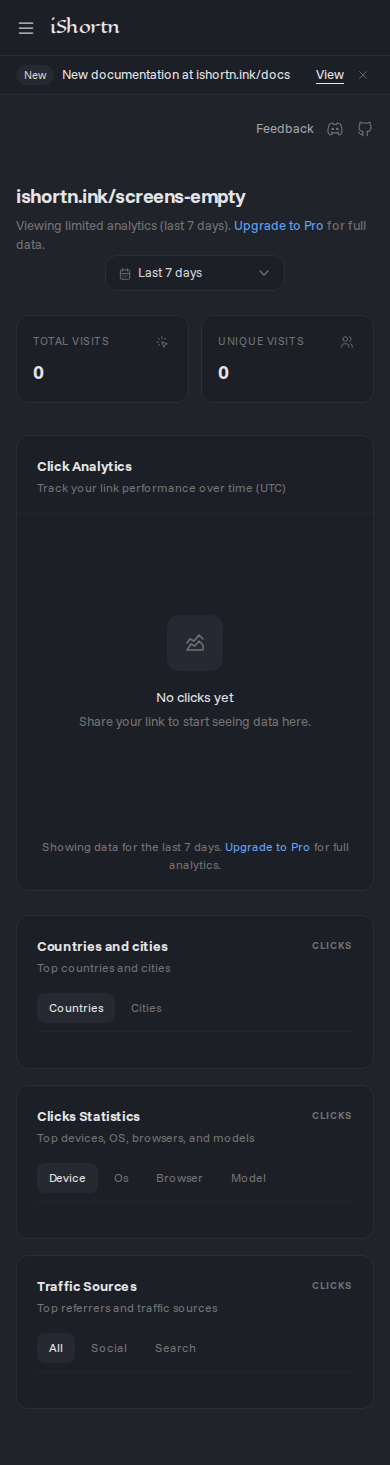 iShortn
New New documentation at ishortn.ink/docs View
Feedback
ishortn.ink/screens-empty
Viewing limited analytics (last 7 days). Upgrade to Pro for full
data.
Last 7 days
TOTAL VISITS
0
UNIQUE VISITS
0
Click Analytics
Track your link performance over time (UTC)
No clicks yet
Share your link to start seeing data here.
Showing data for the last 7 days. Upgrade to Pro for full
analytics.
Countries and cities CLICKS
Top countries and cities
Countries Cities
Clicks Statistics CLICKS
Top devices, OS, browsers, and models
Device Os Browser Model
Traffic Sources CLICKS
Top referrers and traffic sources
All Social Search